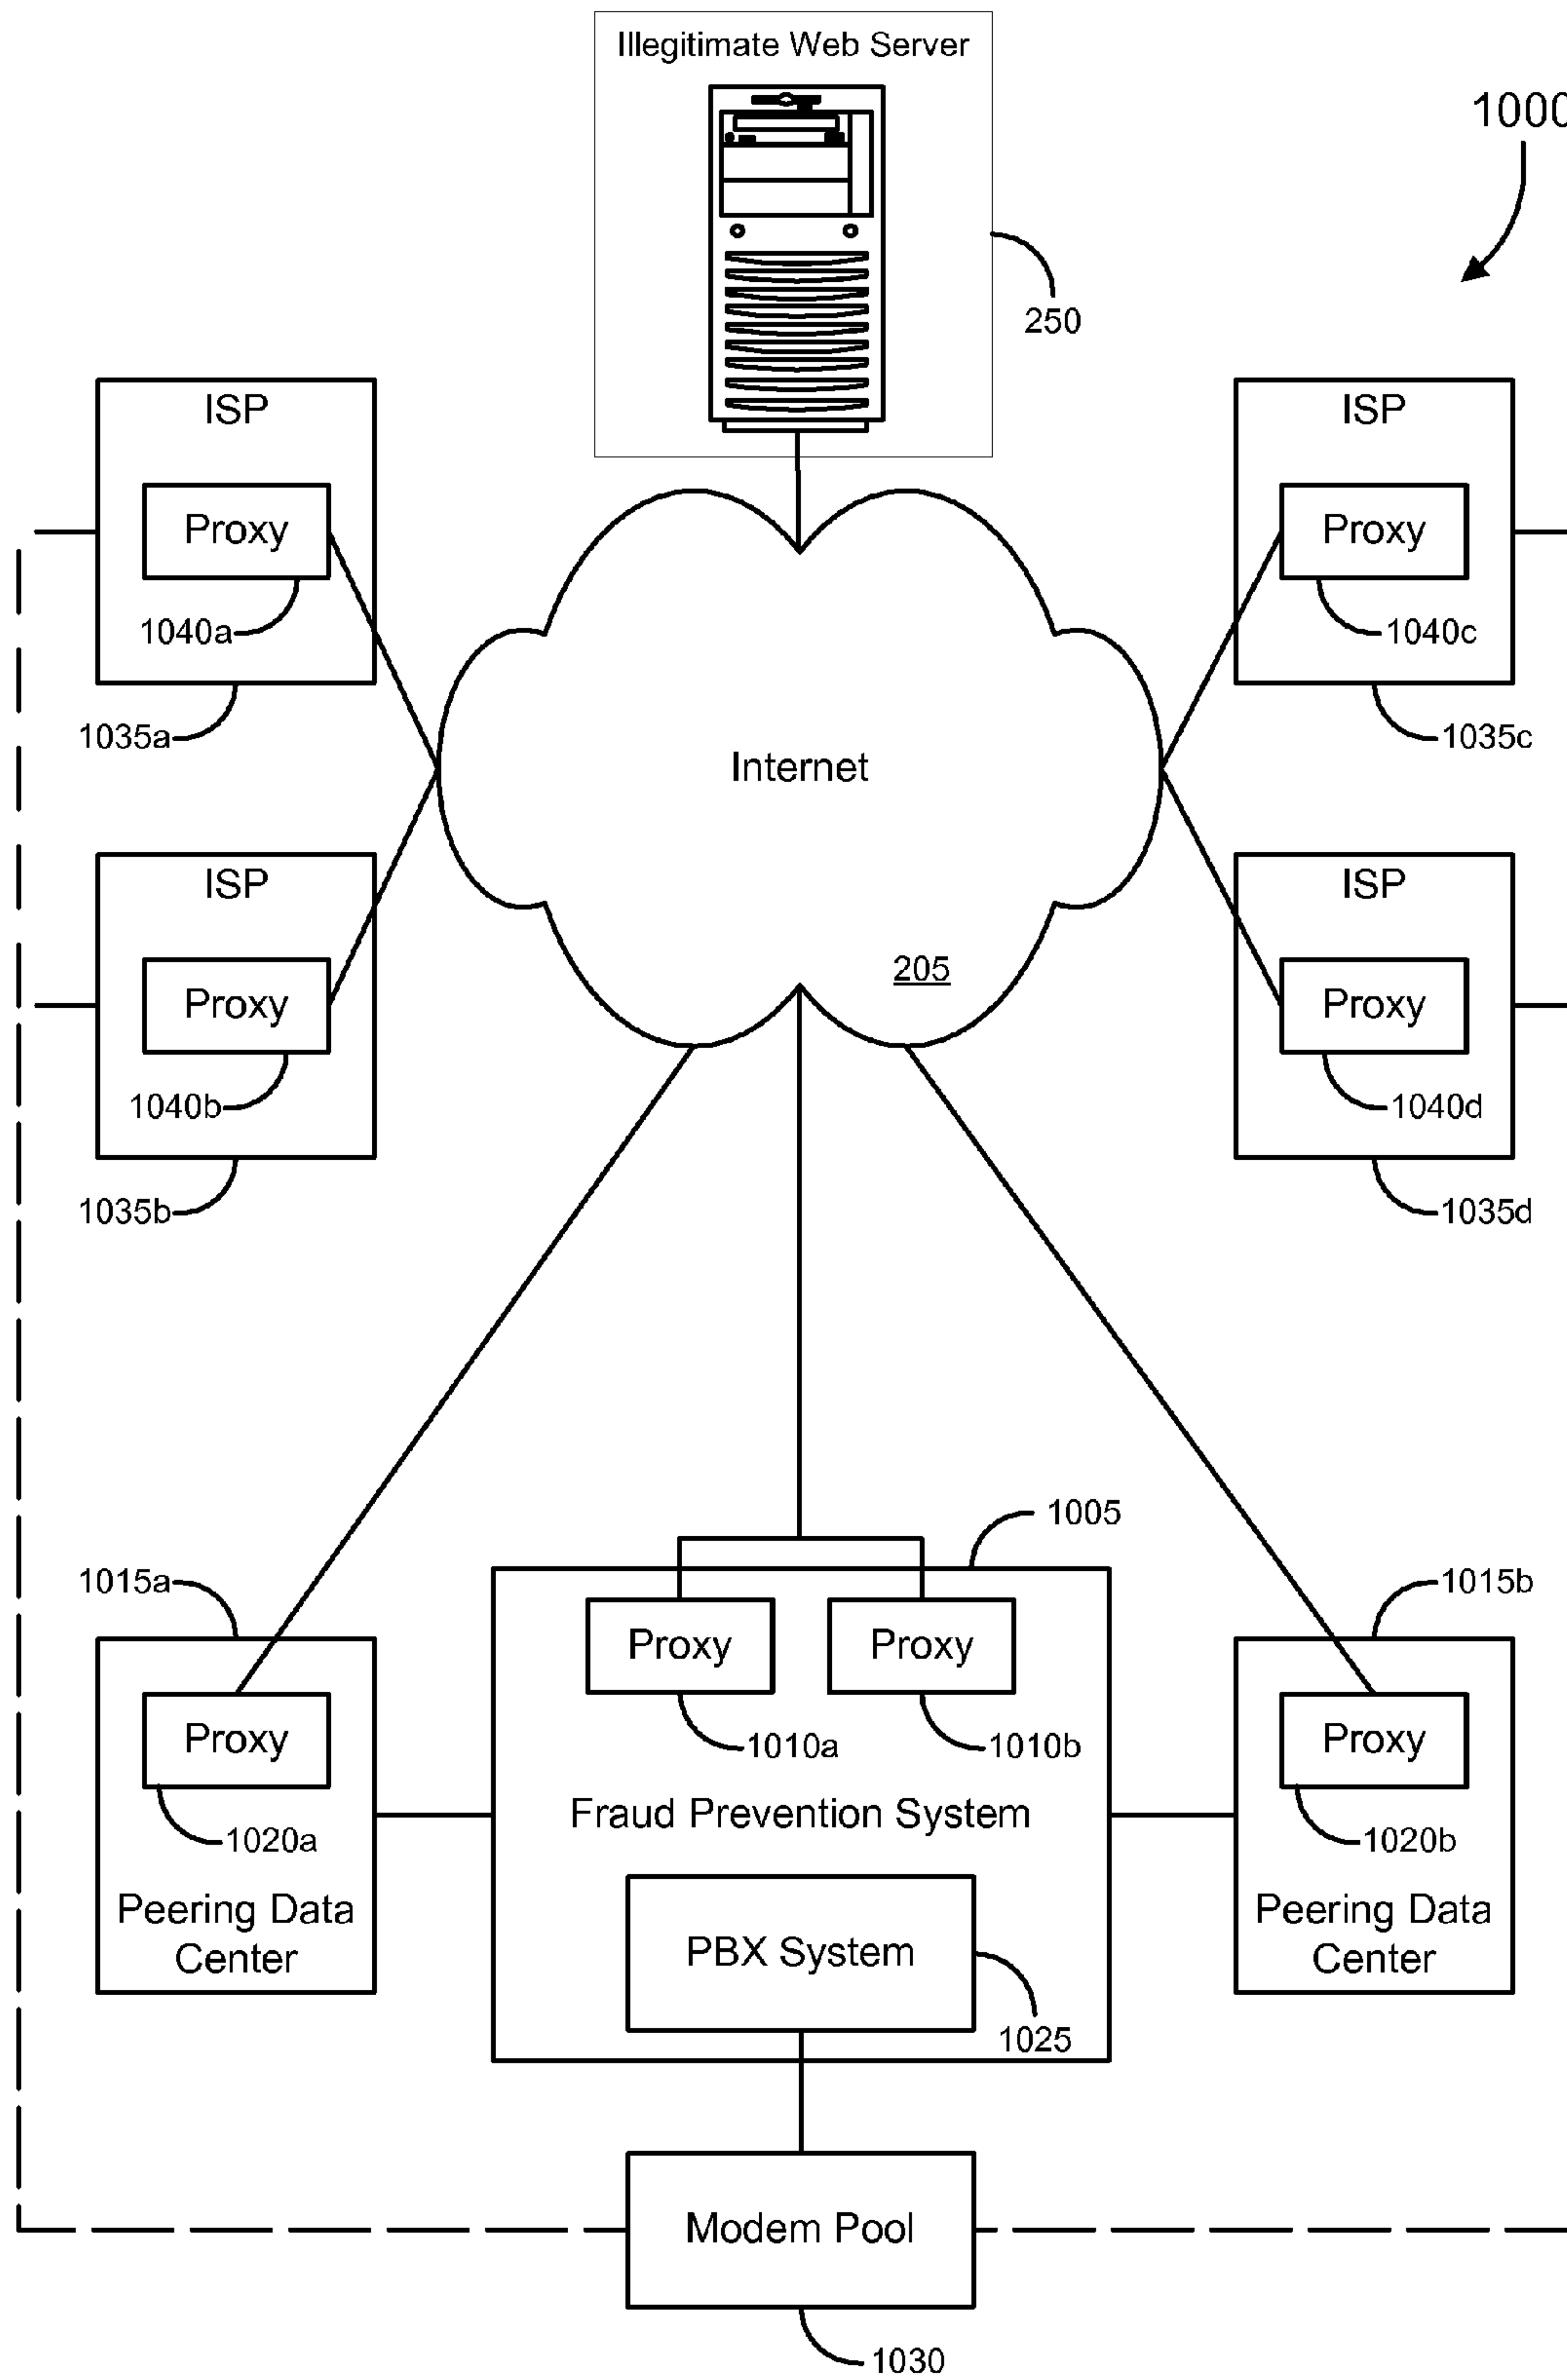 Illegitimate Web Server
1000
250
ISP
ISP
Proxy
Proxy
1040a
1040c
1035a
1035c
Internet
ISP
ISP
205
Proxy
Proxy
1040b
1040d
1035b
1035d
1005
1015a
1015b
Proxy
Proxy
Proxy
Proxy
1010a
1010b
Fraud Prevention System
1020a
1020b
Peering Data
Center
Peering Data
Center
PBX System
1025
Modem Pool
1030